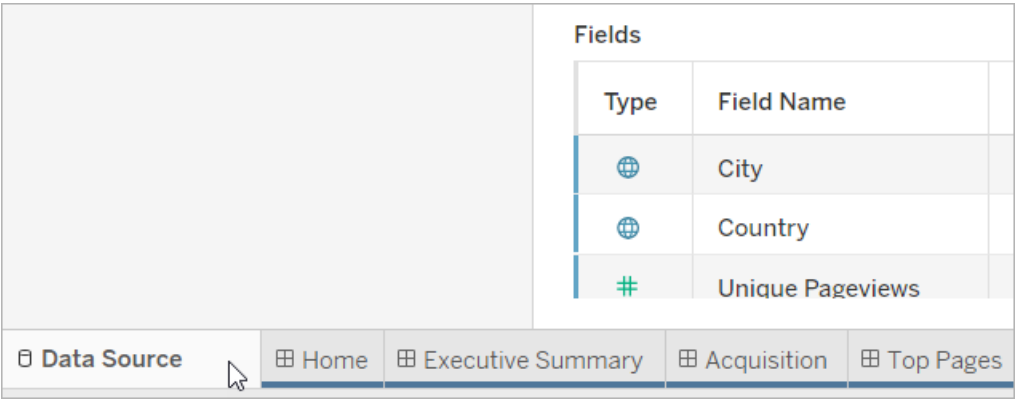 Fields
Type Field Name
City
Country
# Unique Pageviews
Data Source Home Executive Summary Acquisition Top Pages